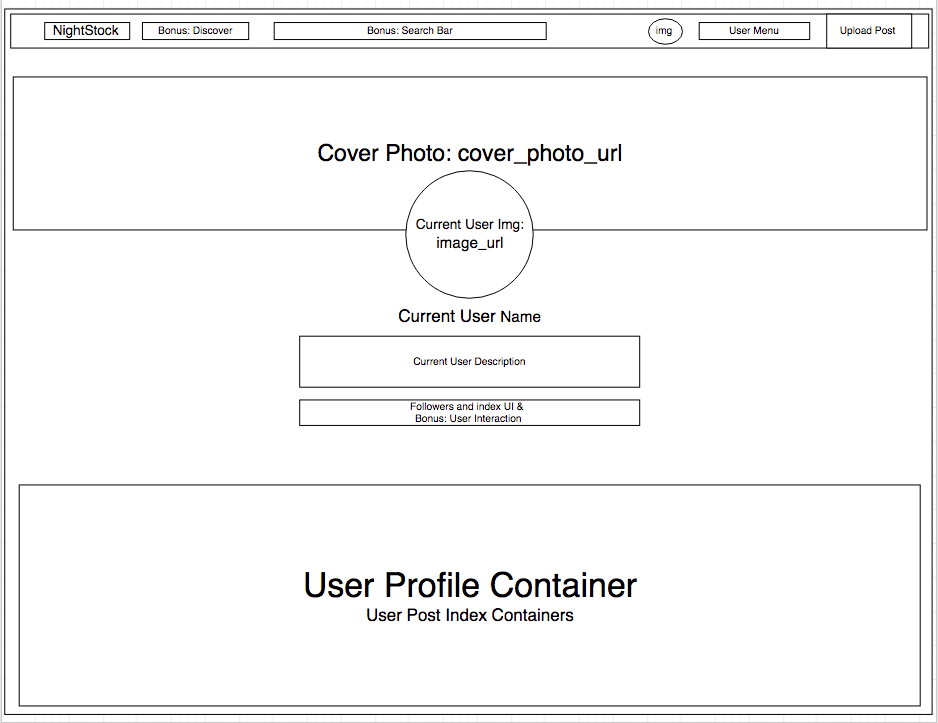 NightStock
Bonus: Discover
Bonus: Search Bar
img
User Menu
Upload Post
Cover Photo: cover_photo_url
Current User Img:
image_url
Current User Name
Current User Description
Followers and index UI &
Bonus: User Interaction
User Profile Container
User Post Index Containers